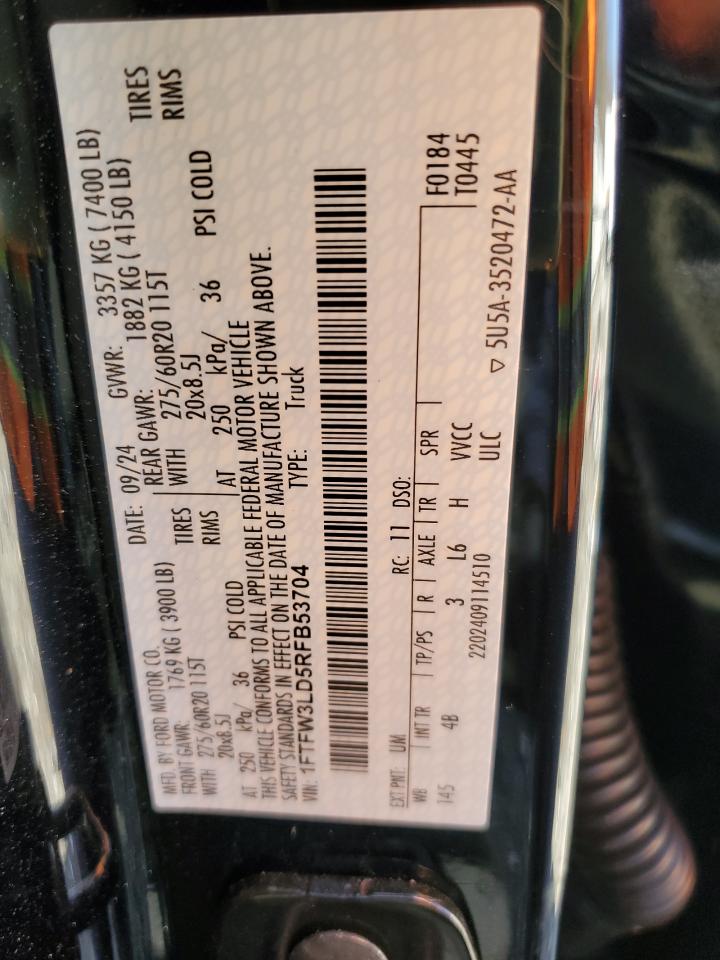 MFD. BY FORD MOTOR CO.
DATE: 09/24 GVWR: 3357 KG ( 7400 LB)
FRONT GAWR: 1769 KG (3900 LB)
REAR GAWR: 1882 KG ( 4150 LB)
WITH 275/60R20 115T TIRES
WITH 275/60R20 115T TIRES
20x8.5J RIMS
20x8.5J RIMS
AT 250 kPa/ 36 PSI COLD
AT 250 kPa/ 36 PSI COLD
THIS VEHICLE CONFORMS TO ALL APPLICABLE FEDERAL MOTOR VEHICLE
SAFETY STANDARDS IN EFFECT ON THE DATE OF MANUFACTURE SHOWN ABOVE.
VIN: 1FTFW3LD5RFB53704 TYPE: Truck
EXT PNT: UM RC: 11 DSO:
WB INT TR TP/PS R AXLE TR SPR F0184
145 4B 3 L6 H VVCC T0445
2202409114510 ULC
5U5A-3520472-AA